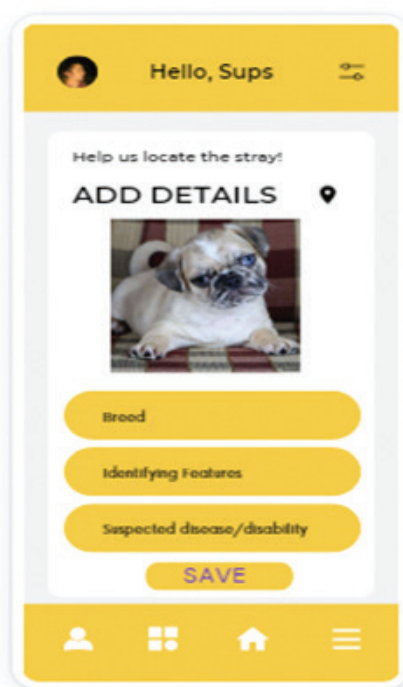 Hello, Sups
Help us locate the stray!
ADD DETAILS
Breed
Identifying Features
Suspected disease/disability
SAVE